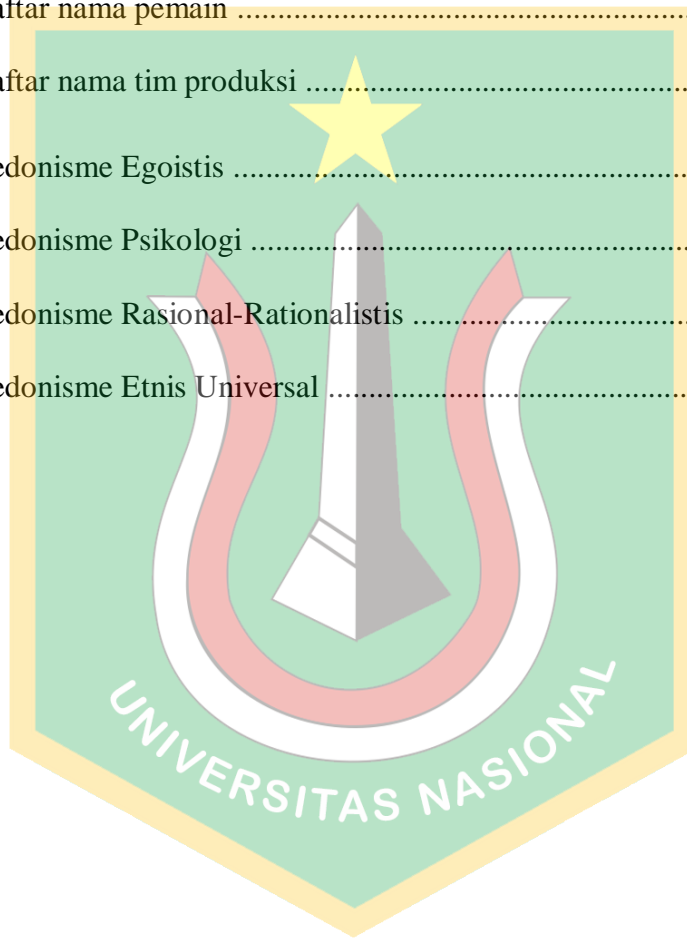 aftar nama pemain ........................................................
aftar nama tim produksi ................................................
edonisme Egoistis .........................................................
edonisme Psikologi .......................................................
edonisme Rasional-Rationalistis ...................................
edonisme Etnis Universal .............................................
UNIVERSITAS NASIONAL